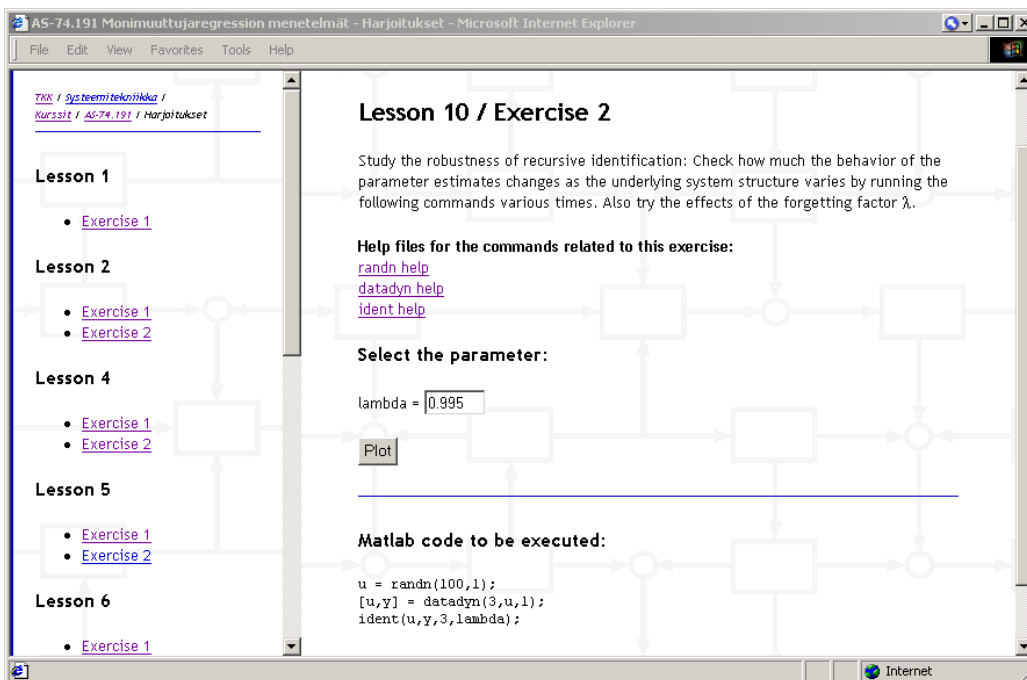 AS-74.191 Monimuuttujaregression menetelmät - Harjoitukset - Microsoft Internet Explorer
File Edit View Favorites Tools Help
TKK / Systeemitekniikka /
Kurssit / AS-74.191 / Harjoitukset
Lesson 1
• Exercise 1
Lesson 2
• Exercise 1
• Exercise 2
Lesson 4
• Exercise 1
• Exercise 2
Lesson 5
• Exercise 1
• Exercise 2
Lesson 6
• Exercise 1
Lesson 10 / Exercise 2
Study the robustness of recursive identification: Check how much the behavior of the
parameter estimates changes as the underlying system structure varies by running the
following commands various times. Also try the effects of the forgetting factor λ.
Help files for the commands related to this exercise:
randn help
datadyn help
ident help
Select the parameter:
lambda = 0.995
Plot
Matlab code to be executed:
u = randn(100,1);
[u,y] = datadyn(3,u,1);
ident(u,y,3,lambda);
Internet